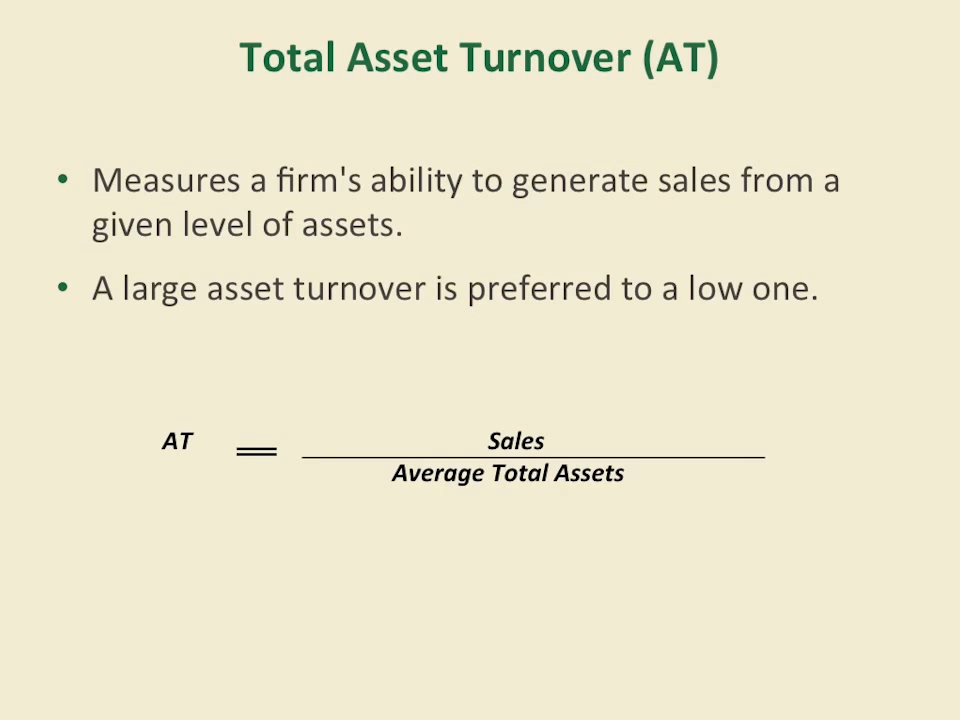 Total Asset Turnover (AT)
• Measures a firm's ability to generate sales from a
given level of assets.
• A large asset turnover is preferred to a low one.
AT = Sales
Average Total Assets